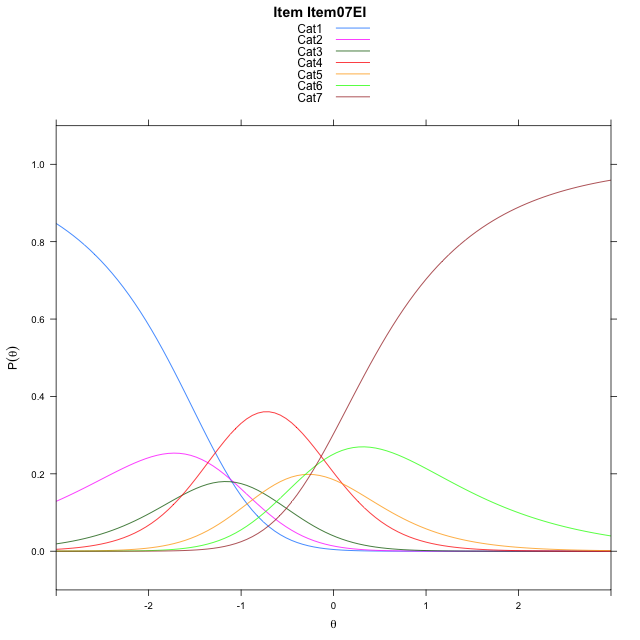 Item Item07EI
Cat1
Cat2
Cat3
Cat4
Cat5
Cat6
Cat7
1.0
0.8
0.6
0.4
0.2
0.0
P(θ)
-2 -1 0 1 2
θ